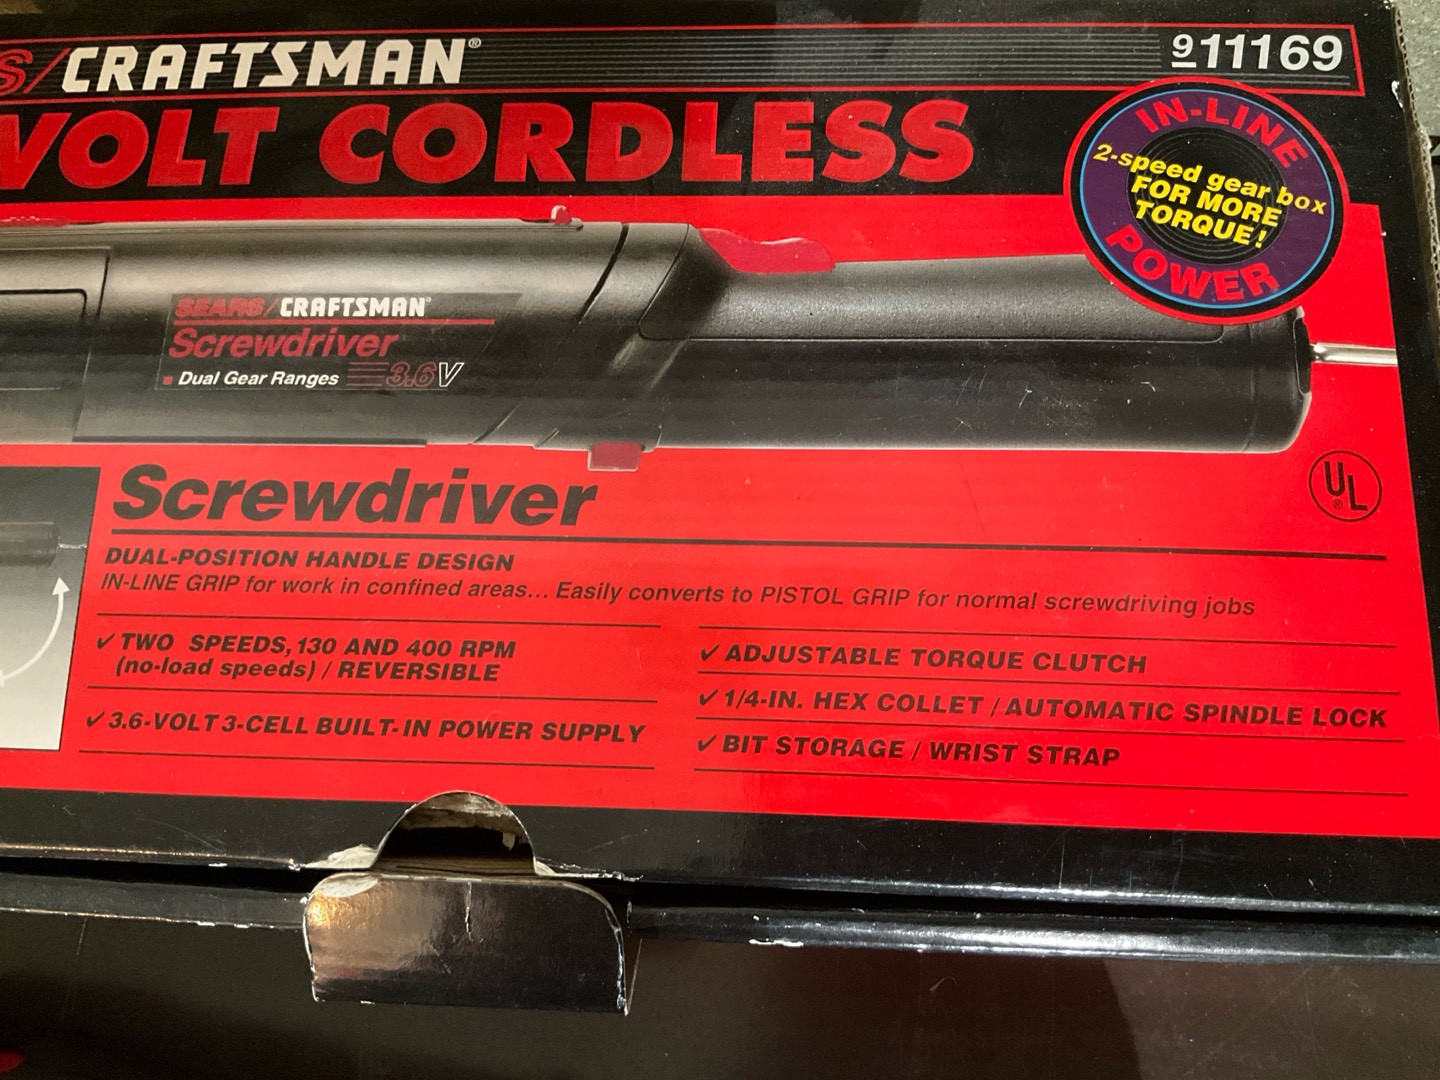 S/CRAFTSMAN®
911169
VOLT CORDLESS
IN-LINE
2-speed gear box
FOR MORE
TORQUE!
POWER
SEARS/CRAFTSMAN®
Screwdriver
Dual Gear Ranges 3.6V
UL®
Screwdriver
DUAL-POSITION HANDLE DESIGN
IN-LINE GRIP for work in confined areas... Easily converts to PISTOL GRIP for normal screwdriving jobs
✓ TWO SPEEDS, 130 AND 400 RPM
(no-load speeds) / REVERSIBLE
✓ 3.6-VOLT 3-CELL BUILT-IN POWER SUPPLY
✓ ADJUSTABLE TORQUE CLUTCH
✓ 1/4-IN. HEX COLLET / AUTOMATIC SPINDLE LOCK
✓ BIT STORAGE / WRIST STRAP